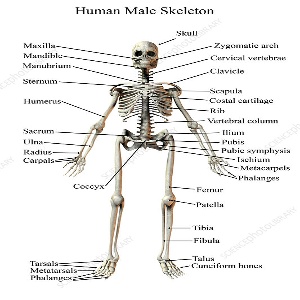 Human Male Skeleton
Skull
Maxilla
Mandible
Manubrium
Sternum
Humerus
Sacrum
Ulna
Radius
Carpals
Coccyx
Tarsals
Metatarsals
Phalanges
Zygomatic arch
Cervical vertebrae
Clavicle
Scapula
Costal cartilage
Rib
Vertebral column
Ilium
Pubis
Pubic symphysis
Ischium
Metacarpels
Phalanges
Femur
Patella
Tibia
Fibula
Talus
Cuneiform bones